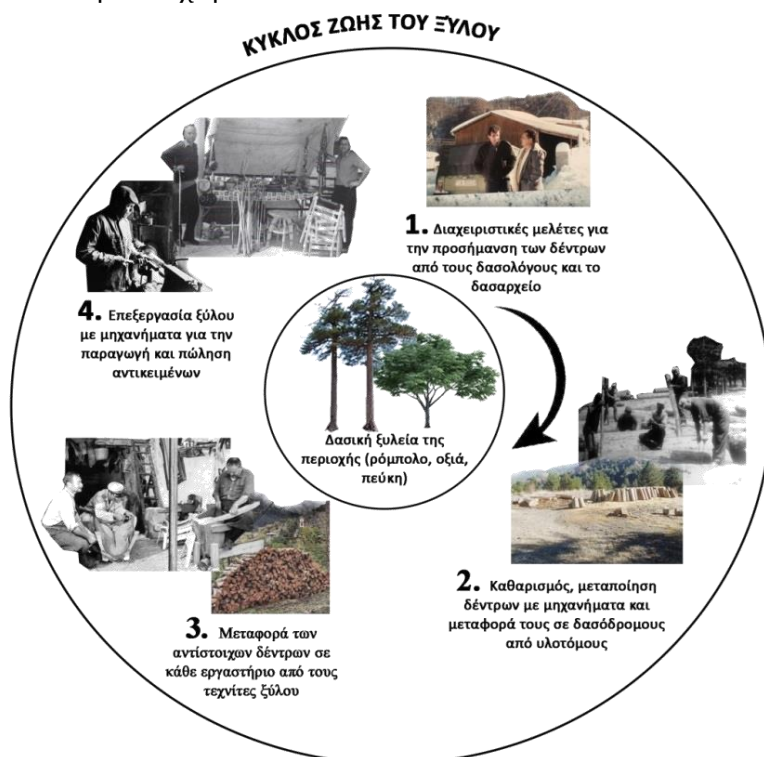 ΚΥΚΛΟΣ ΖΩΗΣ ΤΟΥ ΞΎΛΟΥ
1. Διαχειριστικές μελέτες για
την προσήμανση των δέντρων
από τους δασολόγους και το
δασαρχείο
2. Καθαρισμός, μεταποίηση
δέντρων με μηχανήματα και
μεταφορά τους σε δασόδρομους
από υλοτόμους
3. Μεταφορά των
αντίστοιχων δέντρων σε
κάθε εργαστήριο από τους
τεχνίτες ξύλου
4. Επεξεργασία ξύλου
με μηχανήματα για την
παραγωγή και πώληση
αντικειμένων
Δασική ξυλεία της
περιοχής (ρόμπολο, οξιά,
πεύκη)